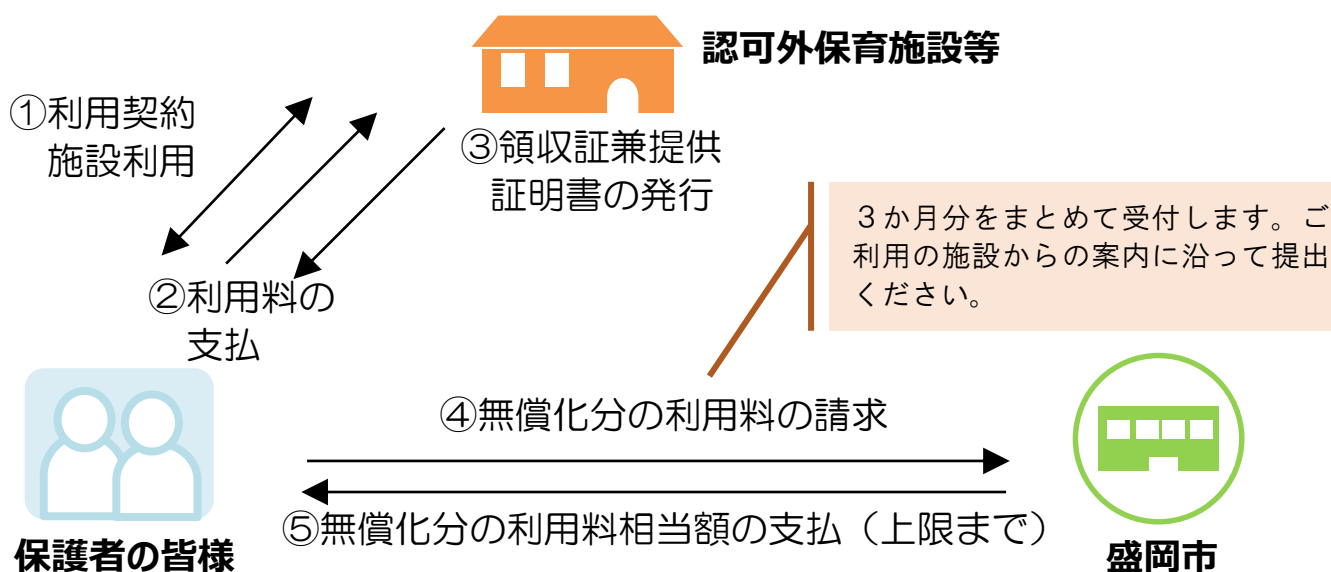 認可外保育施設等
①利用契約
施設利用
③領収証兼提供
証明書の発行
３か月分をまとめて受付します。ご
利用の施設からの案内に沿って提出
ください。
②利用料の
支払
④無償化分の利用料の請求
⑤無償化分の利用料相当額の支払（上限まで）
保護者の皆様
盛岡市